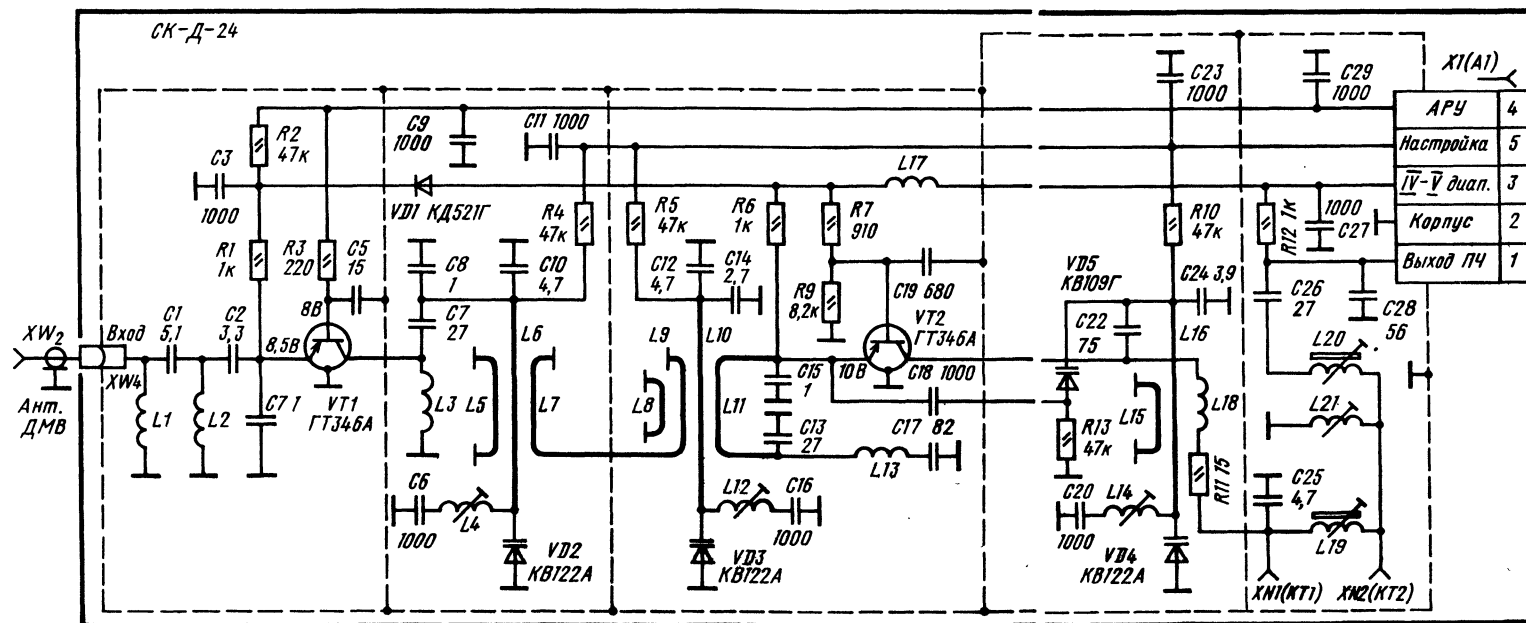 СК-Д-24
X1(A1)
АРУ 4
Настройка 5
IV-V диап. 3
Корпус 2
Выход ПЧ 1
C23
1000
C29
1000
R2
47к
C9
1000
C11 1000
C3
1000
VD1 КД521Г
L17
R1
1к
R3
220
C5
15
R4
47к
R5
47к
R6
1к
R7
910
R10
47к
R12 1к
1000
C27
C8
1
C10
4,7
C12
4,7
C14
2,7
R9
8,2к
C19 680
VT2
ГТ346А
VD5
КВ109Г
C24 3,9
C26
27
C28
56
XW2
Вход
XW4
Ант.
ДМВ
C1
5,1
C2
3,3
8,5В
8В
C7
27
L6
L9
L10
C22
75
L16
L20
L1
L2
C7 1
VT1
ГТ346А
L3
L5
L7
L8
L11
C15
1
10В
C18 1000
C13
27
C17
82
L13
R13
47к
L15
L18
L21
R11 75
C25
4,7
L19
C6
1000
L4
VD2
КВ122А
L12
C16
1000
VD3
КВ122А
C20
1000
L14
VD4
КВ122А
XN1(КТ1)
XN2(КТ2)